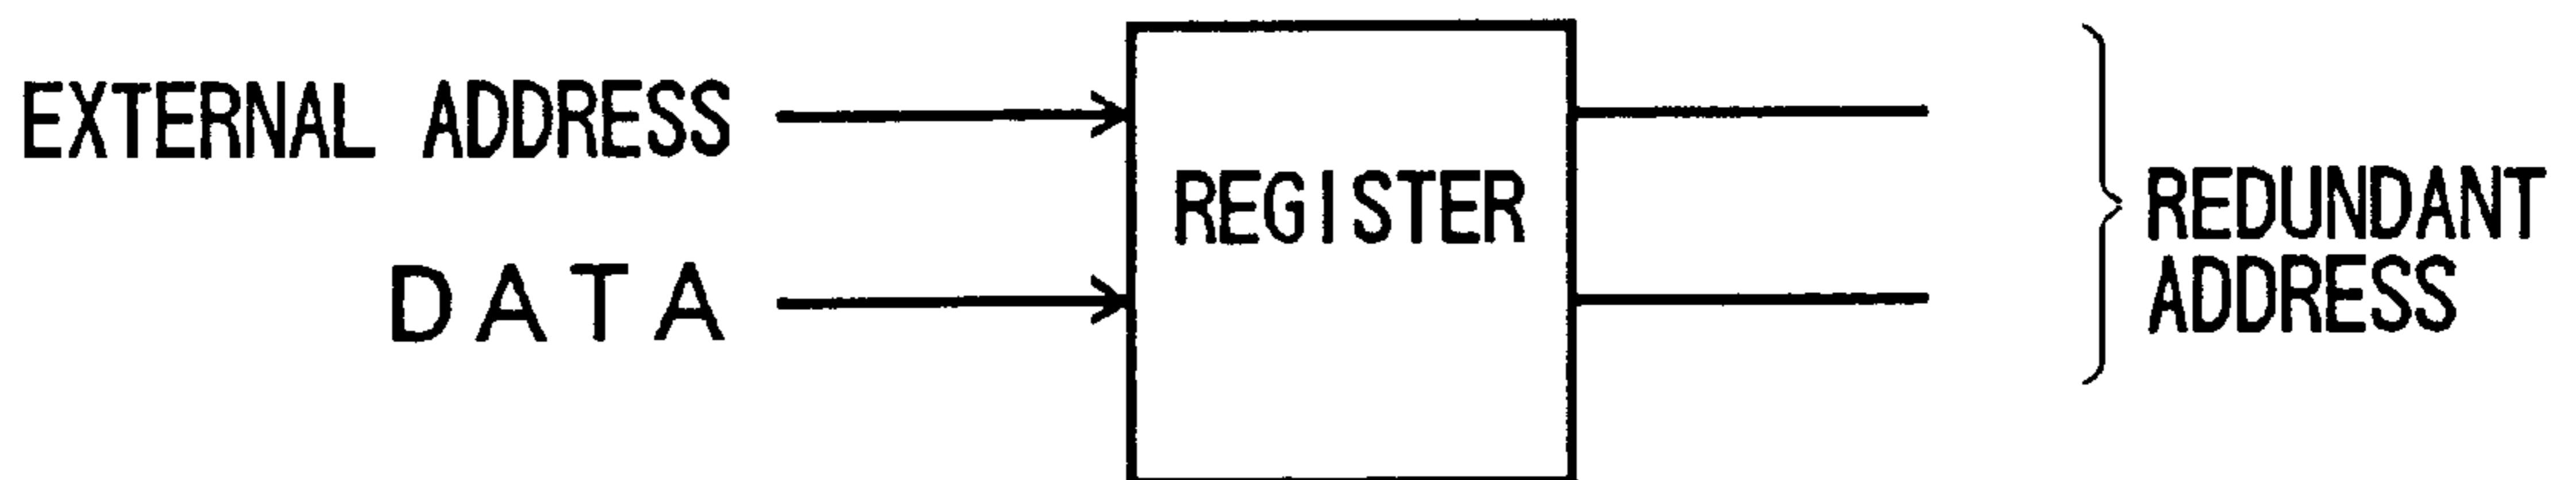 EXTERNAL ADDRESS
DATA
REGISTER
REDUNDANT
ADDRESS